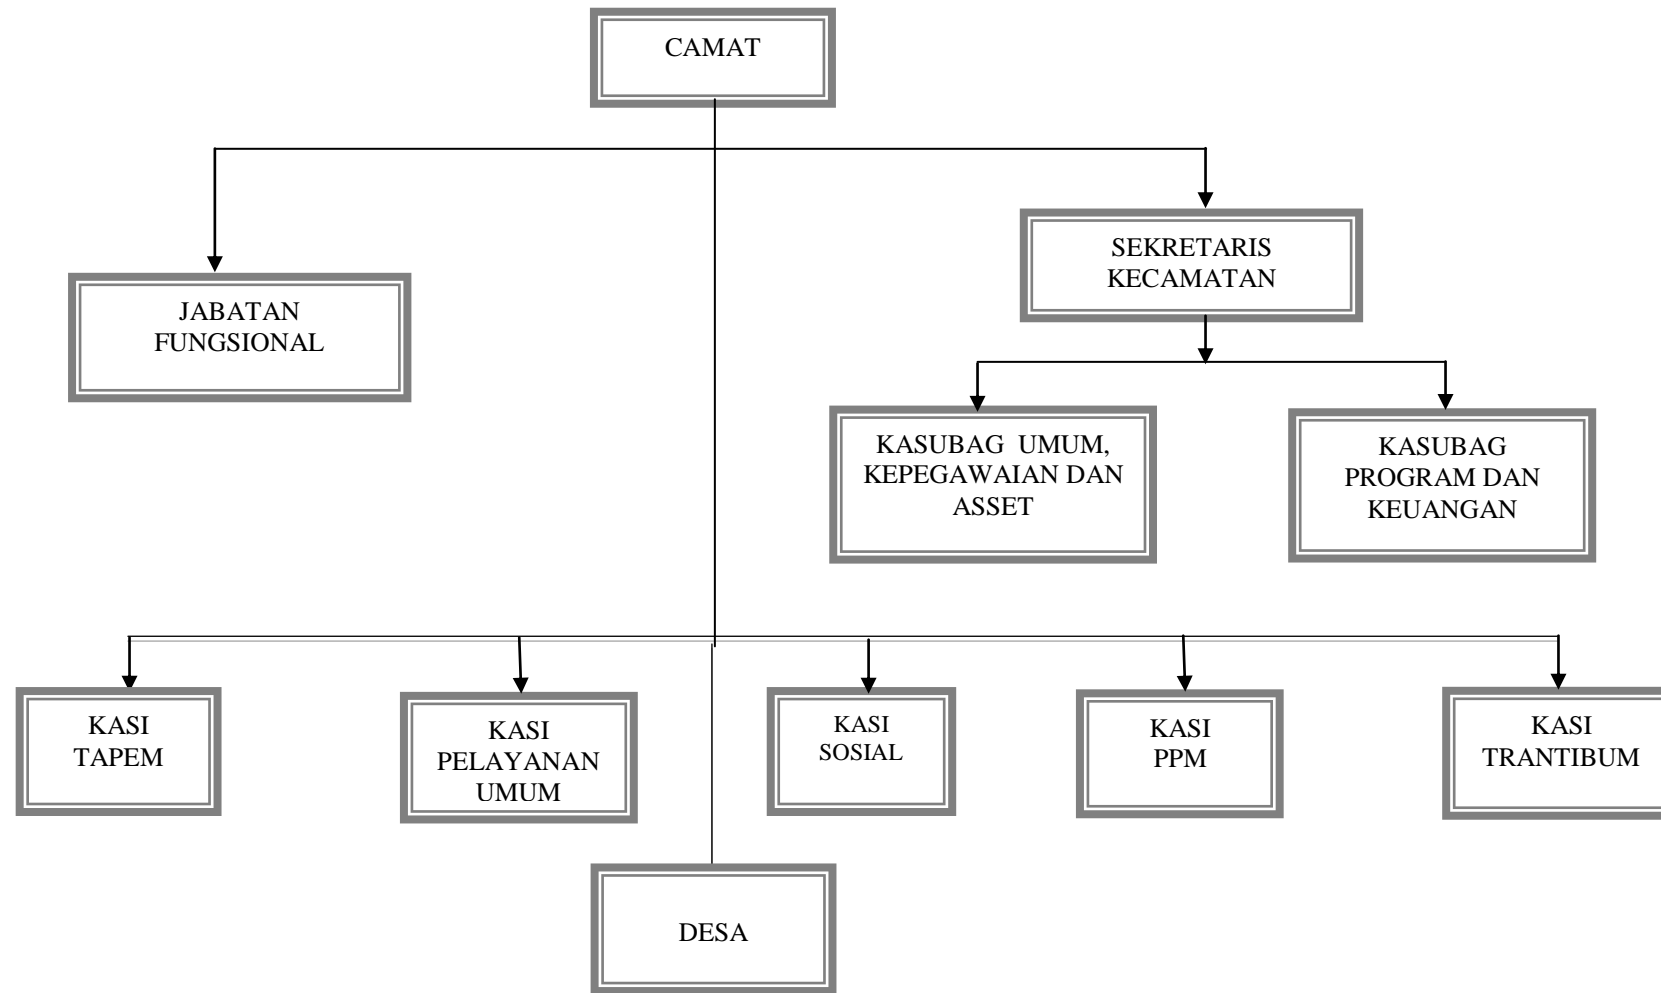 CAMAT
SEKRETARIS
KECAMATAN
JABATAN
FUNGSIONAL
KASUBAG  UMUM,
KEPEGAWAIAN DAN
ASSET
KASUBAG
PROGRAM DAN
KEUANGAN
KASI
TAPEM
KASI
PELAYANAN
UMUM
KASI
SOSIAL
KASI
PPM
KASI
TRANTIBUM
DESA